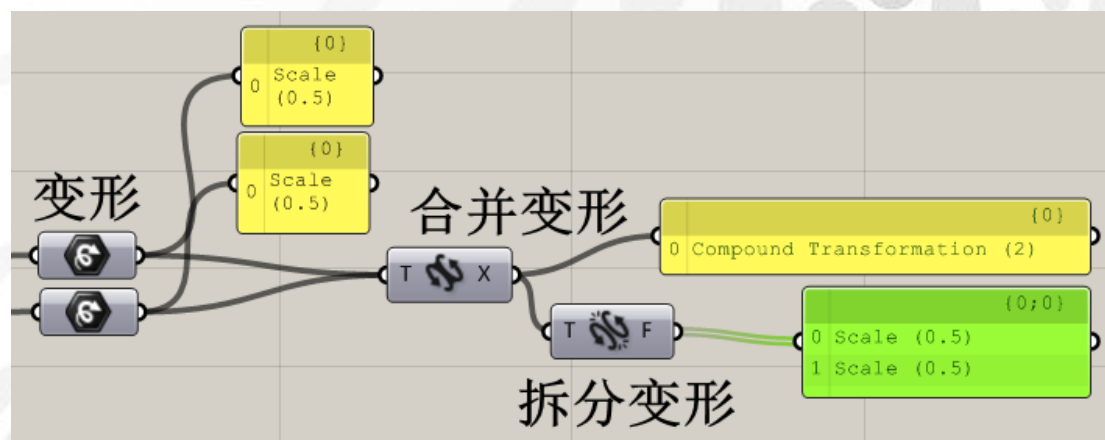 {0}
0 Scale
(0.5)
{0}
0 Scale
(0.5)
变形
合并变形
T X
{0}
0 Compound Transformation (2)
T F
{0;0}
0 Scale (0.5)
1 Scale (0.5)
拆分变形